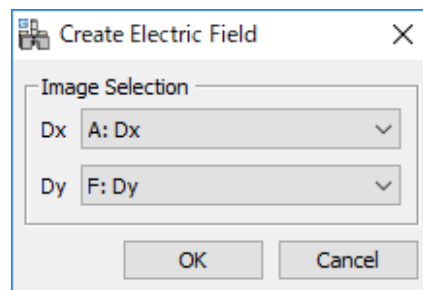 Create Electric Field
Image Selection
Dx A: Dx
Dy F: Dy
OK Cancel